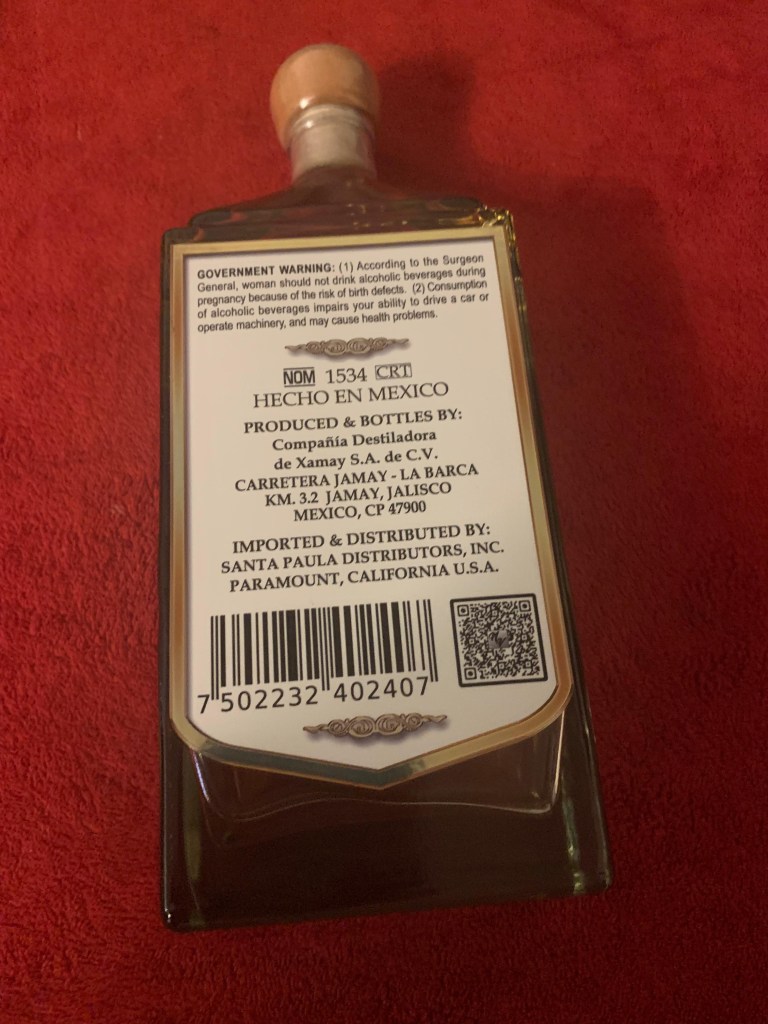 GOVERNMENT WARNING: (1) According to the Surgeon
General, woman should not drink alcoholic beverages during
pregnancy because of the risk of birth defects. (2) Consumption
of alcoholic beverages impairs your ability to drive a car or
operate machinery, and may cause health problems.
NOM 1534 CRT
HECHO EN MEXICO
PRODUCED & BOTTLES BY:
Compañía Destiladora
de Xamay S.A. de C.V.
CARRETERA JAMAY - LA BARCA
KM. 3.2 JAMAY, JALISCO
MEXICO, CP 47900
IMPORTED & DISTRIBUTED BY:
SANTA PAULA DISTRIBUTORS, INC.
PARAMOUNT, CALIFORNIA U.S.A.
7 502232 402407